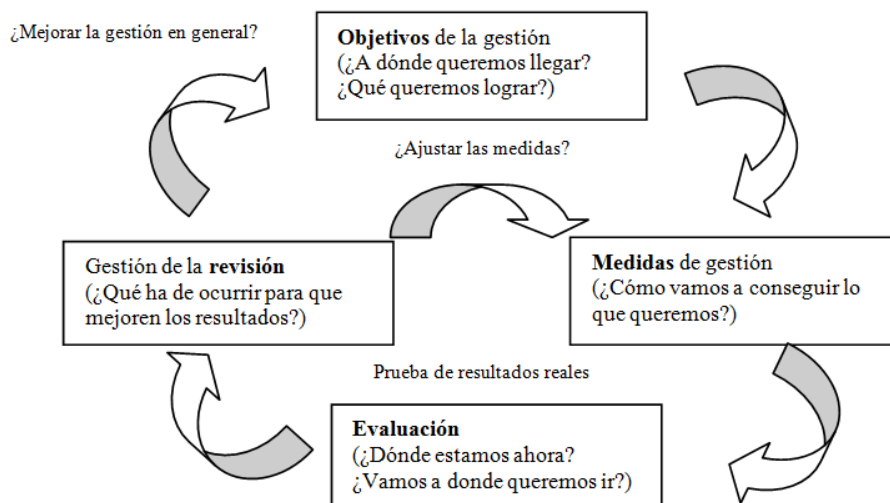 ¿Mejorar la gestión en general?
Objetivos de la gestión
(¿A dónde queremos llegar?
¿Qué queremos lograr?)
¿Ajustar las medidas?
Gestión de la revisión
(¿Qué ha de ocurrir para que
mejoren los resultados?)
Medidas de gestión
(¿Cómo vamos a conseguir lo
que queremos?)
Prueba de resultados reales
Evaluación
(¿Dónde estamos ahora?
¿Vamos a donde queremos ir?)